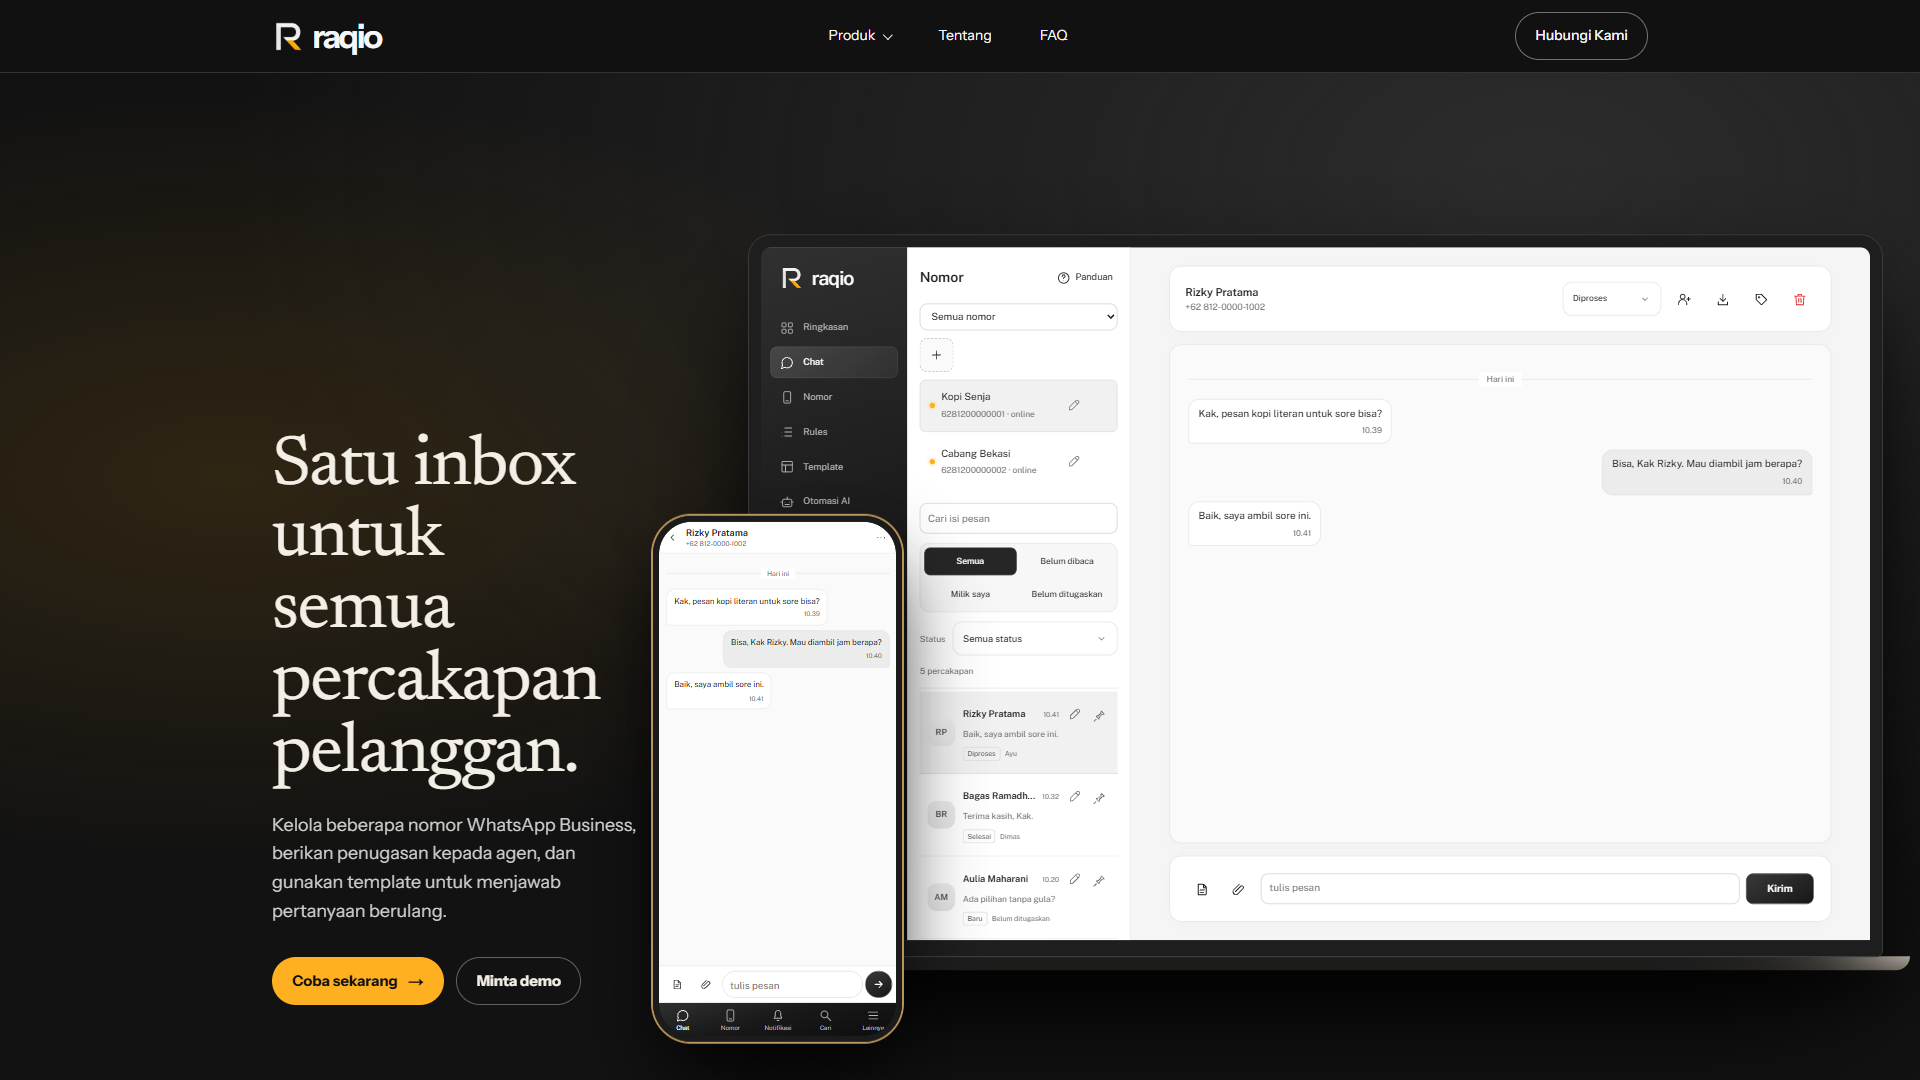 raqio
Produk
Tentang
FAQ
Hubungi Kami
Satu inbox
untuk
semua
percakapan
pelanggan.
Kelola beberapa nomor WhatsApp Business,
berikan penugasan kepada agen, dan
gunakan template untuk menjawab
pertanyaan berulang.
Coba sekarang →
Minta demo
raqio
Ringkasan
Chat
Nomor
Rules
Template
Otomasi AI
Nomor
Panduan
Semua nomor
+
Kopi Senja
6281200000001 · online
Cabang Bekasi
6281200000002 · online
Cari isi pesan
Semua
Belum dibaca
Milik saya
Belum ditugaskan
Status
Semua status
5 percakapan
RP
Rizky Pratama
10.41
Baik, saya ambil sore ini.
Diproses
Ayu
BR
Bagas Ramadh...
10.32
Terima kasih, Kak.
Selesai
Dimas
AM
Aulia Maharani
10.20
Ada pilihan tanpa gula?
Baru
Belum ditugaskan
Rizky Pratama
+62 812-0000-1002
Diproses
Hari ini
Kak, pesan kopi literan untuk sore bisa?
10.39
Bisa, Kak Rizky. Mau diambil jam berapa?
10.40
Baik, saya ambil sore ini.
10.41
tulis pesan
Kirim
Rizky Pratama
+62 812-0000-1002
Hari ini
Kak, pesan kopi literan untuk sore bisa?
10.39
Bisa, Kak Rizky. Mau diambil jam berapa?
10.40
Baik, saya ambil sore ini.
10.41
tulis pesan
Chat
Nomor
Notifikasi
Cari
Lainnya